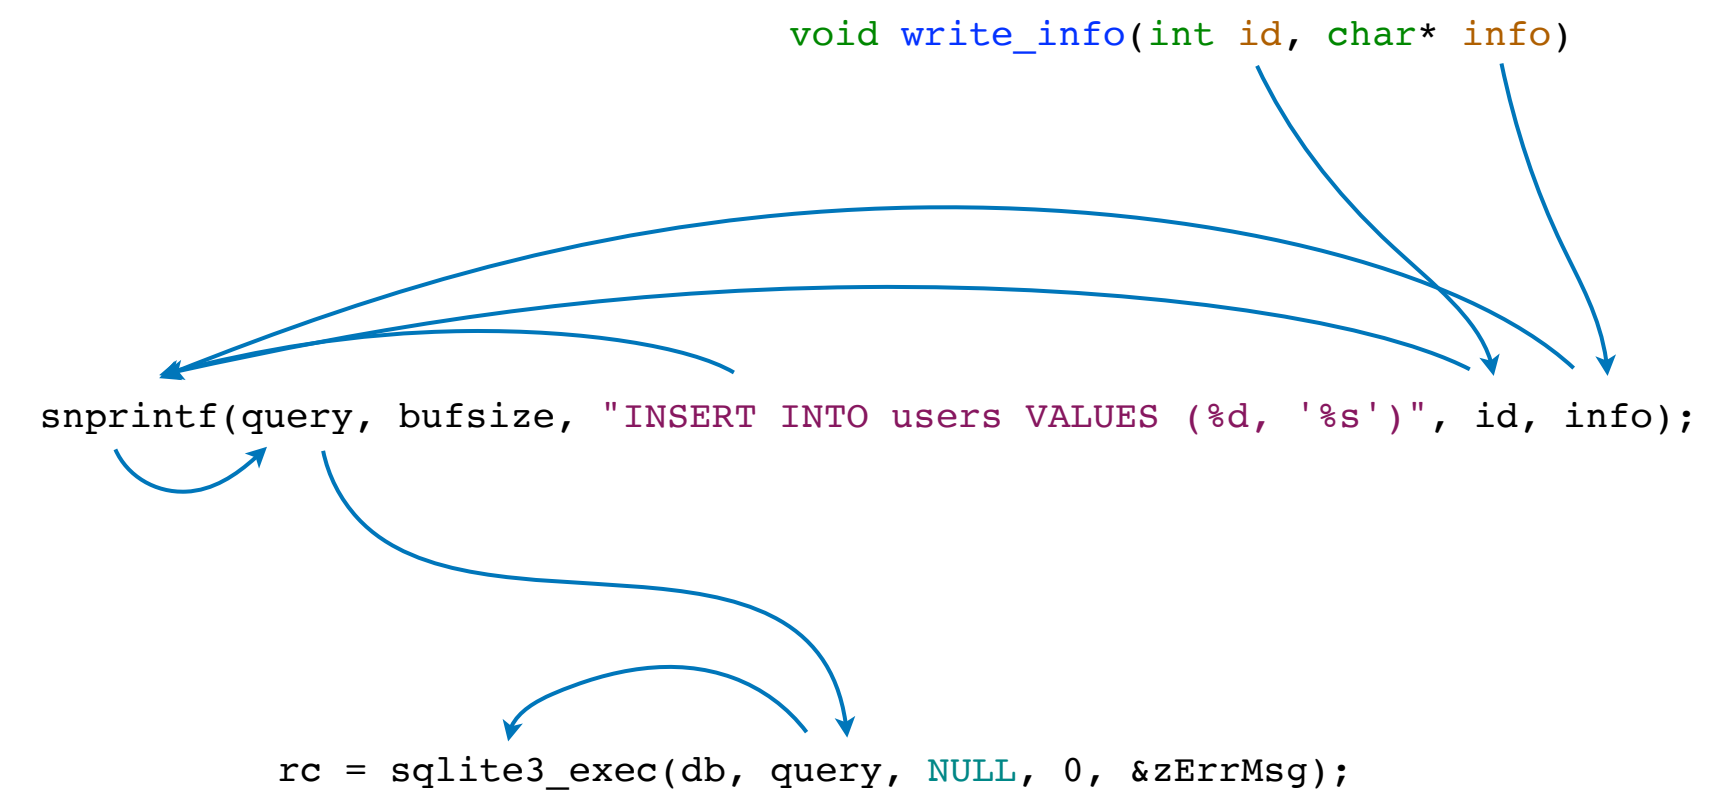 void write_info(int id, char* info)
snprintf(query, bufsize, "INSERT INTO users VALUES (%d, '%s')", id, info);
rc = sqlite3_exec(db, query, NULL, 0, &zErrMsg);